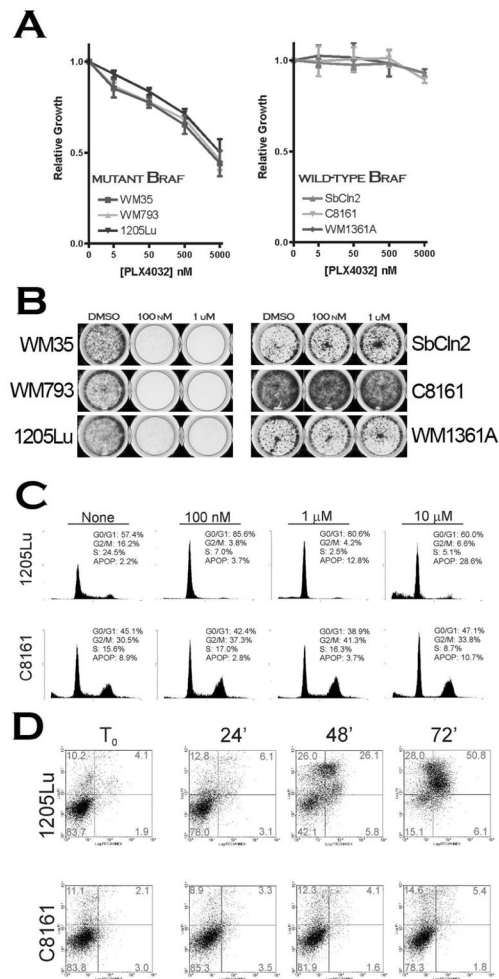 A
Relative Growth
1.0
0.5
0.0
MUTANT BRAF
WM35
WM793
1205Lu
0 5 50 500 5000
[PLX4032] nM
Relative Growth
1.0
0.5
0.0
WILD-TYPE BRAF
SbCln2
C8161
WM1361A
0 5 50 500 5000
[PLX4032] nM
B
DMSO 100 NM 1 UM DMSO 100 NM 1 UM
WM35 SbCln2
WM793 C8161
1205Lu WM1361A
C
None 100 nM 1 μM 10 μM
1205Lu
G0/G1: 57.4%
G2/M: 16.2%
S: 24.5%
APOP: 2.2%
G0/G1: 85.6%
G2/M: 3.8%
S: 7.0%
APOP: 3.7%
G0/G1: 80.6%
G2/M: 4.2%
S: 2.5%
APOP: 12.8%
G0/G1: 60.0%
G2/M: 6.6%
S: 5.1%
APOP: 28.6%
C8161
G0/G1: 45.1%
G2/M: 30.5%
S: 15.6%
APOP: 8.9%
G0/G1: 42.4%
G2/M: 37.3%
S: 17.0%
APOP: 2.8%
G0/G1: 38.9%
G2/M: 41.3%
S: 16.3%
APOP: 3.7%
G0/G1: 47.1%
G2/M: 33.8%
S: 8.7%
APOP: 10.7%
D
T0 24' 48' 72'
1205Lu
10.2 4.1
83.7 1.9
12.8 6.1
78.0 3.1
26.0 26.1
42.1 5.8
28.0 50.8
15.1 6.1
C8161
11.1 2.1
83.8 3.0
8.9 3.3
85.3 3.5
12.3 4.1
81.9 1.6
14.6 5.4
78.3 1.8